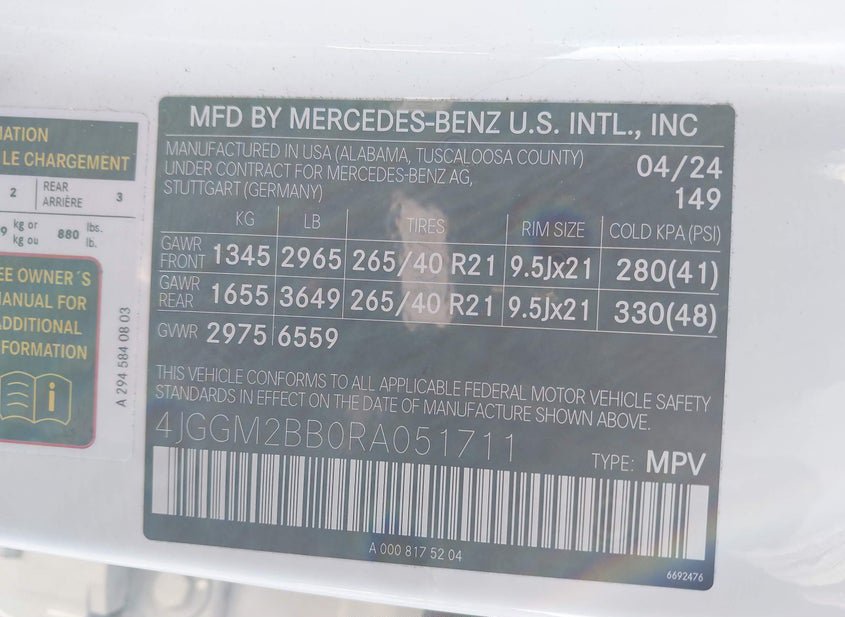 MFD BY MERCEDES-BENZ U.S. INTL., INC
MANUFACTURED IN USA (ALABAMA, TUSCALOOSA COUNTY)
UNDER CONTRACT FOR MERCEDES-BENZ AG,
STUTTGART (GERMANY)
04/24
149
KG LB TIRES RIM SIZE COLD KPA (PSI)
GAWR FRONT 1345 2965 265/40 R21 9.5Jx21 280(41)
GAWR REAR 1655 3649 265/40 R21 9.5Jx21 330(48)
GVWR 2975 6559
THIS VEHICLE CONFORMS TO ALL APPLICABLE FEDERAL MOTOR VEHICLE SAFETY
STANDARDS IN EFFECT ON THE DATE OF MANUFACTURE SHOWN ABOVE.
4JGGM2BB0RA051711
TYPE: MPV
A 000 817 52 04
6692476
LE CHARGEMENT
2 REAR ARRIÈRE 3
kg or kg ou 880 lbs. lb.
OWNER´S
MANUAL FOR
ADDITIONAL
A 294 584 08 03